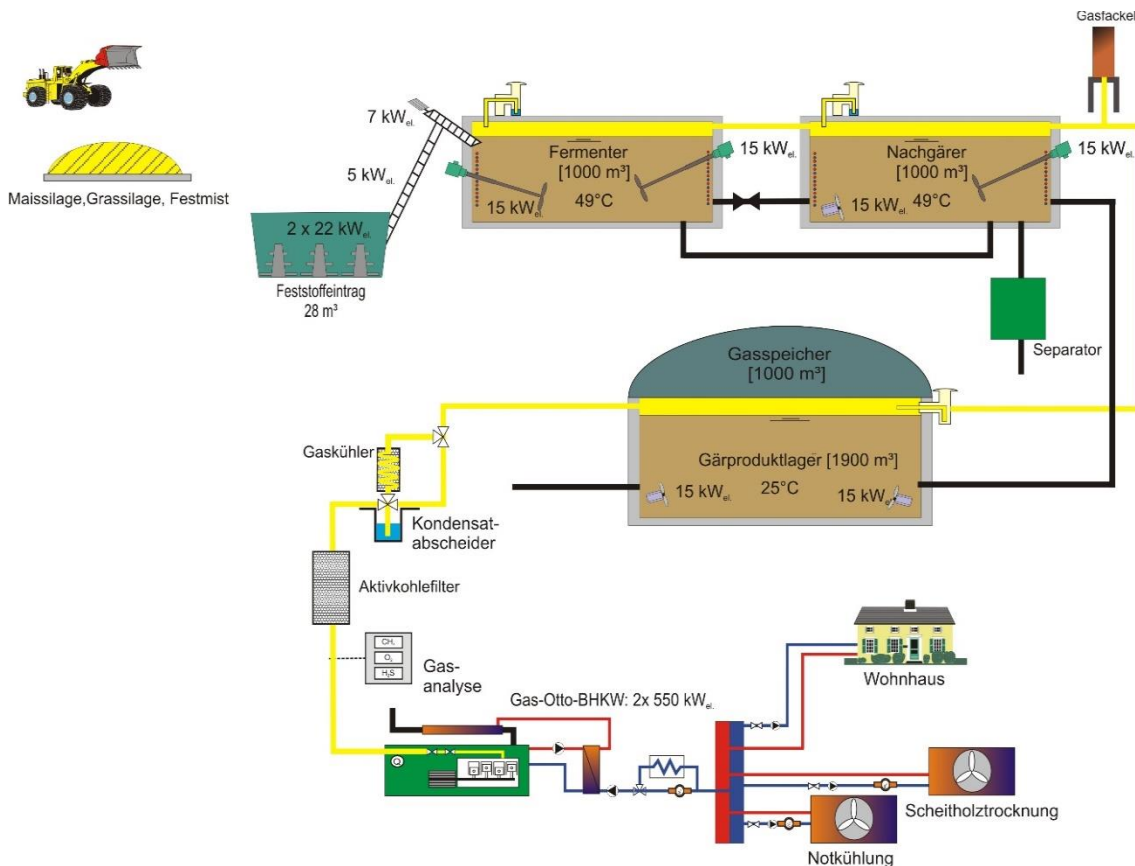 Gasfackel
7 kWel.
5 kWel.
Fermenter
[1000 m³]
49°C
15 kWel.
15 kWel.
Nachgärer
[1000 m³]
49°C
15 kWel.
15 kWel.
Maissilage,Grassilage, Festmist
2 x 22 kWel.
Feststoffeintrag
28 m³
Separator
Gasspeicher
[1000 m³]
Gärproduktlager [1900 m³]
25°C
15 kWel.
15 kWe
Gaskühler
Kondensat-
abscheider
Aktivkohlefilter
CH₄
O₂
H₂S
Gas-
analyse
Gas-Otto-BHKW: 2x 550 kWel.
Wohnhaus
Scheitholztrocknung
Notkühlung